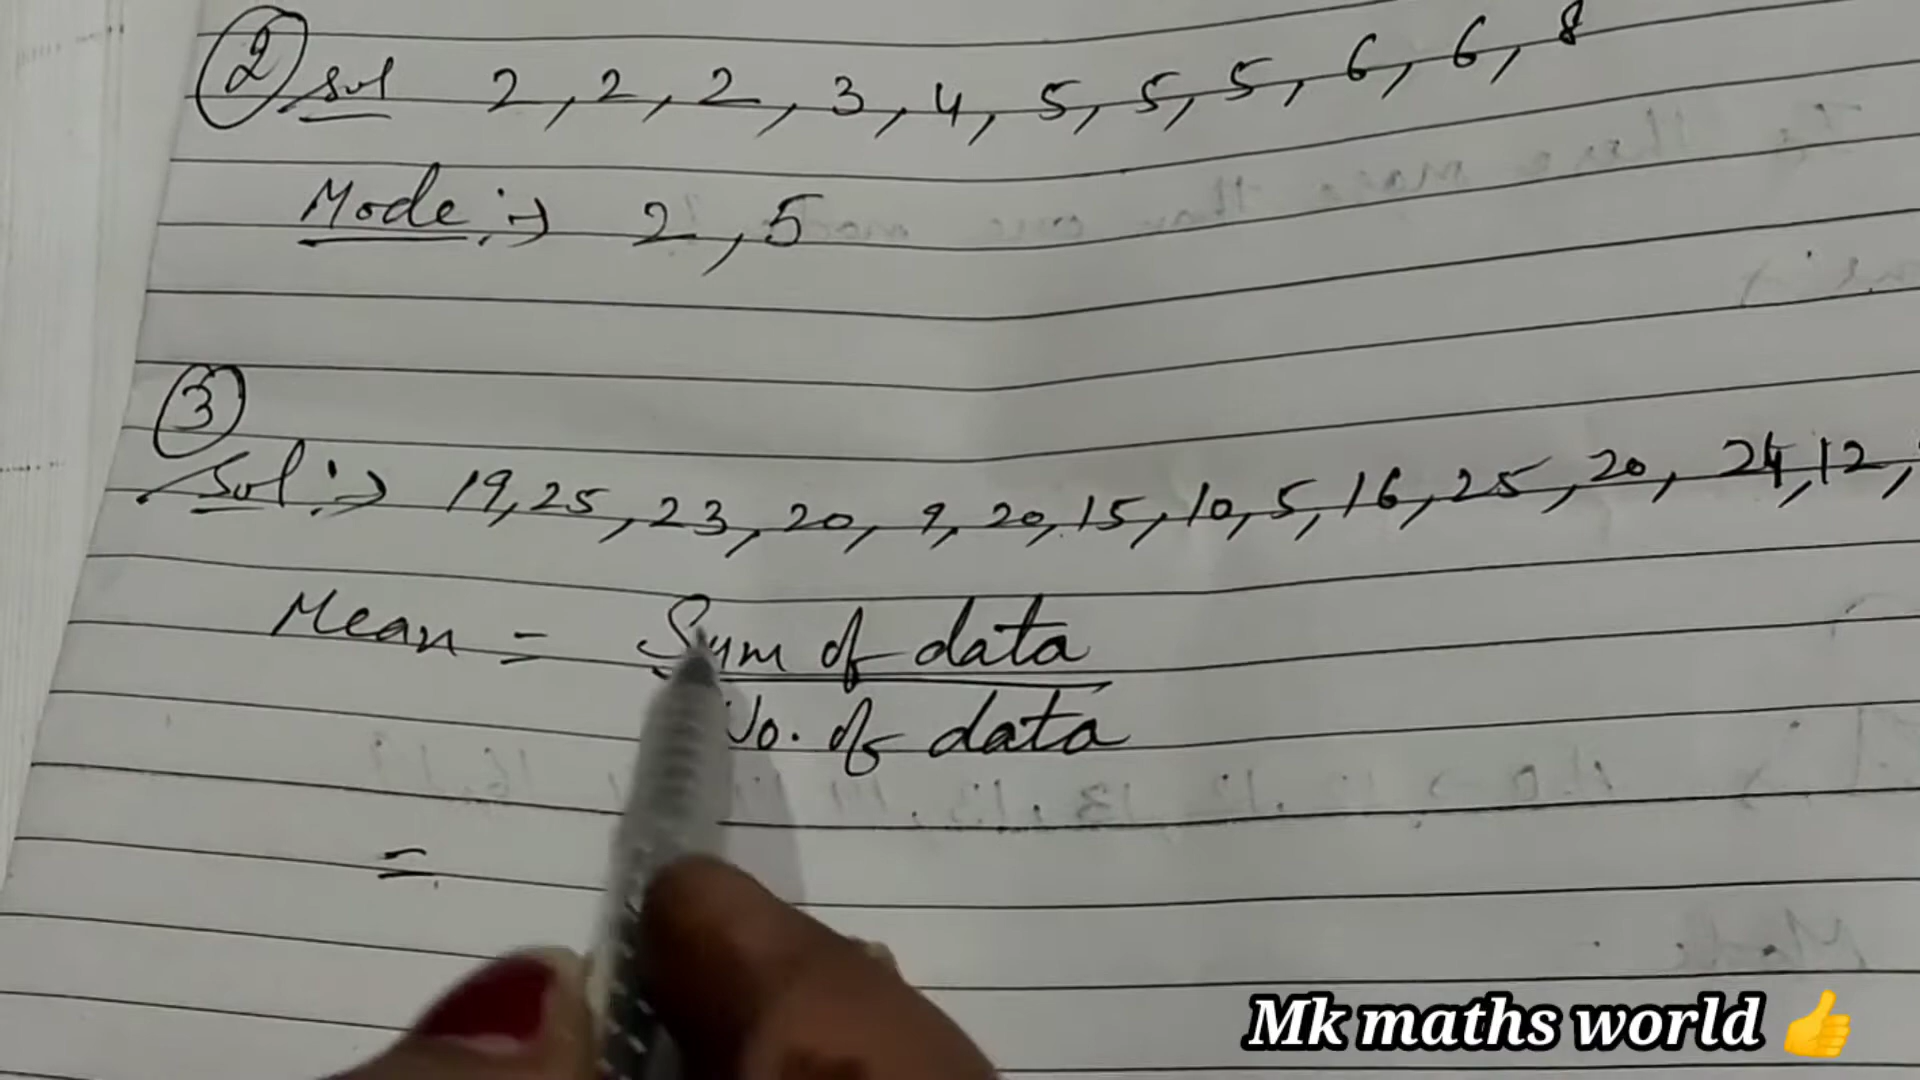 2 Sol 2, 2, 2, 3, 4, 5, 5, 5, 6, 6, 8
Mode :→ 2, 5
3
Sol :→ 19, 25, 23, 20, 9, 20, 15, 10, 5, 16, 25, 20, 24, 12,
Mean = Sum of data
No. of data
=
Mk maths world 👍